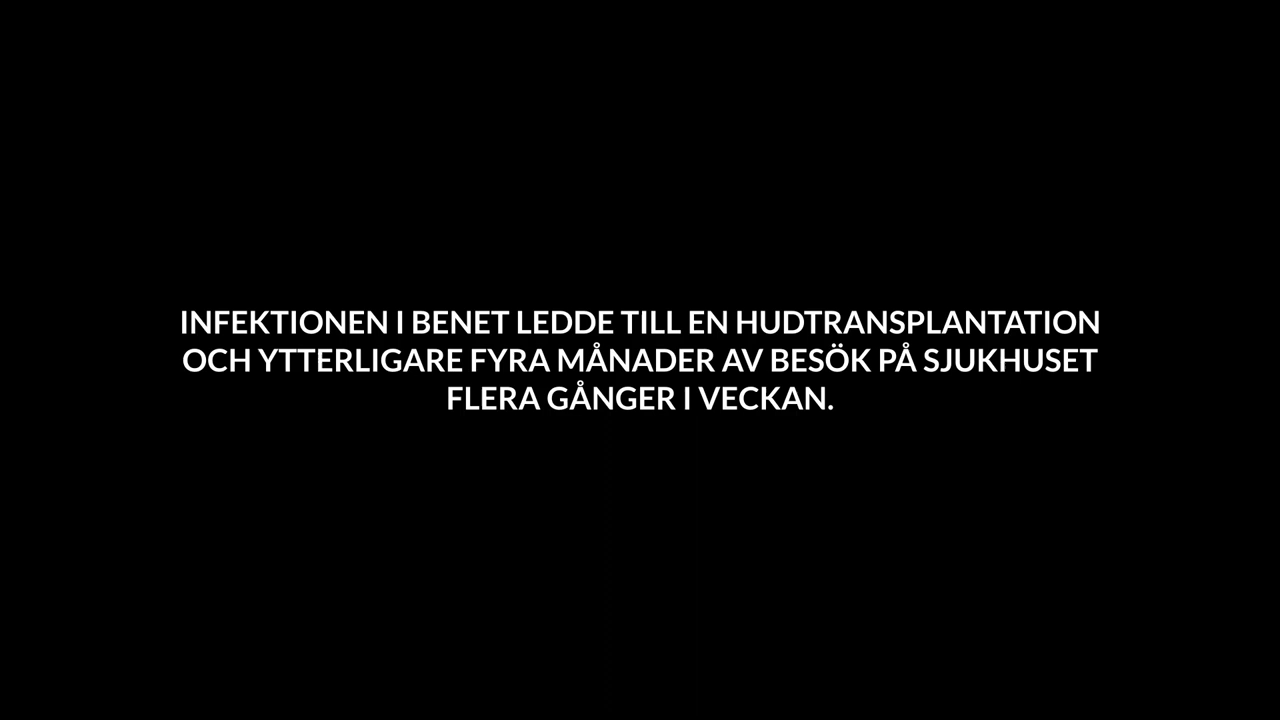 INFEKTIONEN I BENET LEDDE TILL EN HUDTRANSPLANTATION
OCH YTTERLIGARE FYRA MÅNADER AV BESÖK PÅ SJUKHUSET
FLERA GÅNGER I VECKAN.